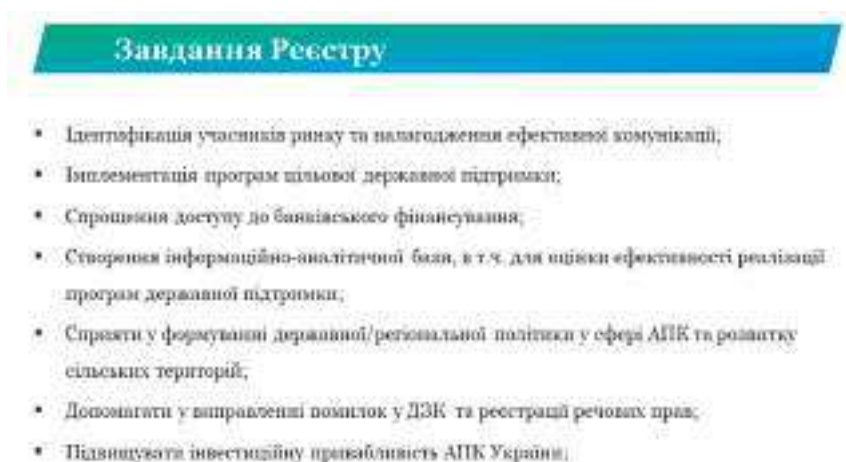 Завдання Реєстру
• Ідентифікація учасників ринку та налагодження ефективної комунікації;
• Імплементація програм цільової державної підтримки;
• Спрощення доступу до банківського фінансування;
• Створення інформаційно-аналітичної бази, в т.ч. для оцінки ефективності реалізації
програм державної підтримки;
• Сприяти у формуванні державної/регіональної політики у сфері АПК та розвитку
сільських територій;
• Допомагати у виправленні помилок у ДЗК та реєстрації речових прав;
• Підвищувати інвестиційну привабливість АПК України;